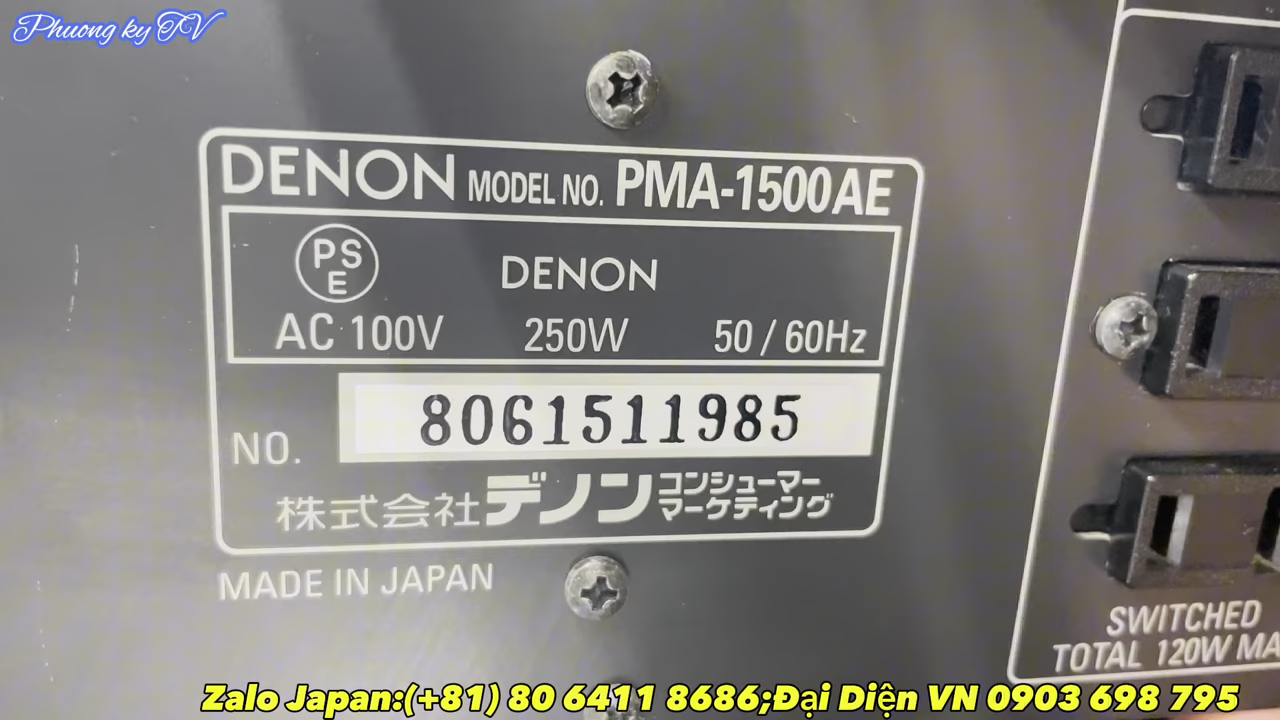 Phuong ky TV
DENON MODEL NO. PMA-1500AE
PS
E
DENON
AC 100V 250W 50 / 60Hz
NO. 8061511985
株式会社デノン コンシューマー
マーケティング
MADE IN JAPAN
SWITCHED
TOTAL 120W MA
Zalo Japan:(+81) 80 6411 8686;Đại Diện VN 0903 698 795